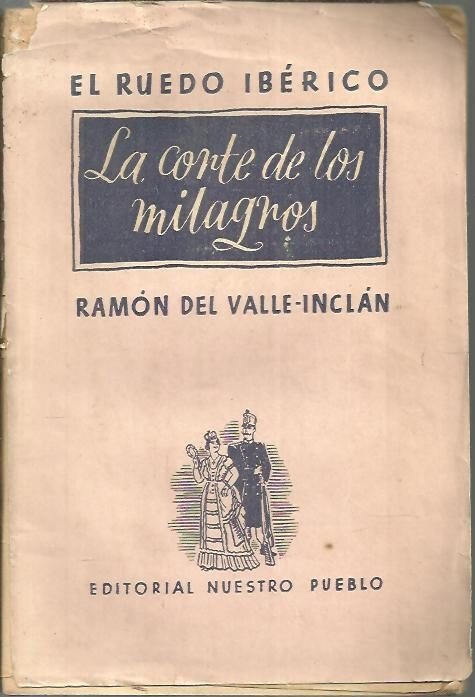 EL RUEDO IBÉRICO
La corte de los
milagros
RAMÓN DEL VALLE-INCLÁN
EDITORIAL NUESTRO PUEBLO